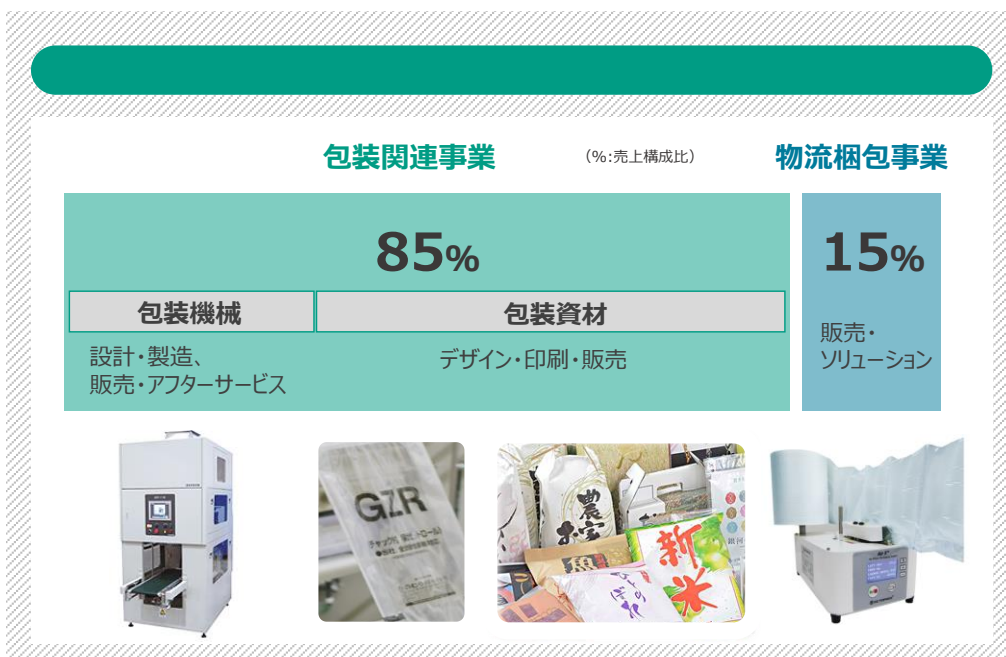 包装関連事業
（％:売上構成比）
物流梱包事業
85%
15%
包装機械
包装資材
設計・製造、
販売・アフターサービス
デザイン・印刷・販売
販売・
ソリューション
GZR
農家
新米